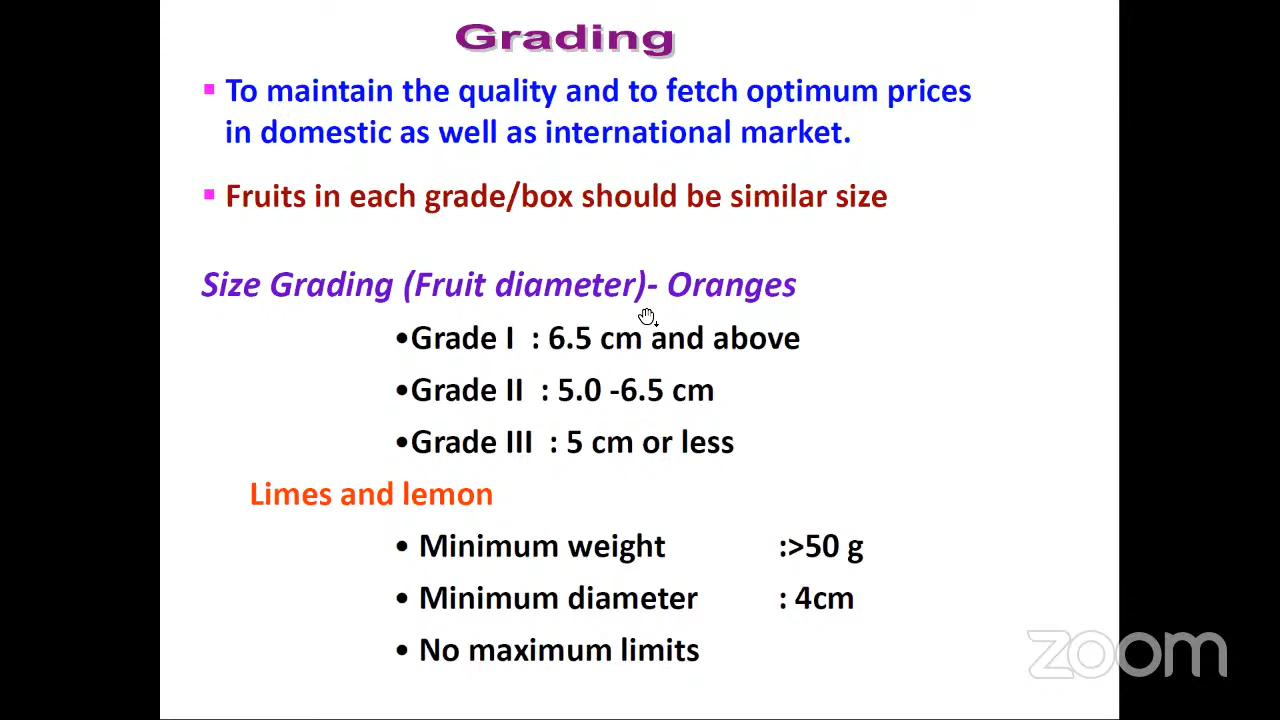 Grading
▪ To maintain the quality and to fetch optimum prices
in domestic as well as international market.
▪ Fruits in each grade/box should be similar size
Size Grading (Fruit diameter)- Oranges
•Grade I : 6.5 cm and above
•Grade II : 5.0 -6.5 cm
•Grade III : 5 cm or less
Limes and lemon
• Minimum weight :>50 g
• Minimum diameter : 4cm
• No maximum limits
zoom